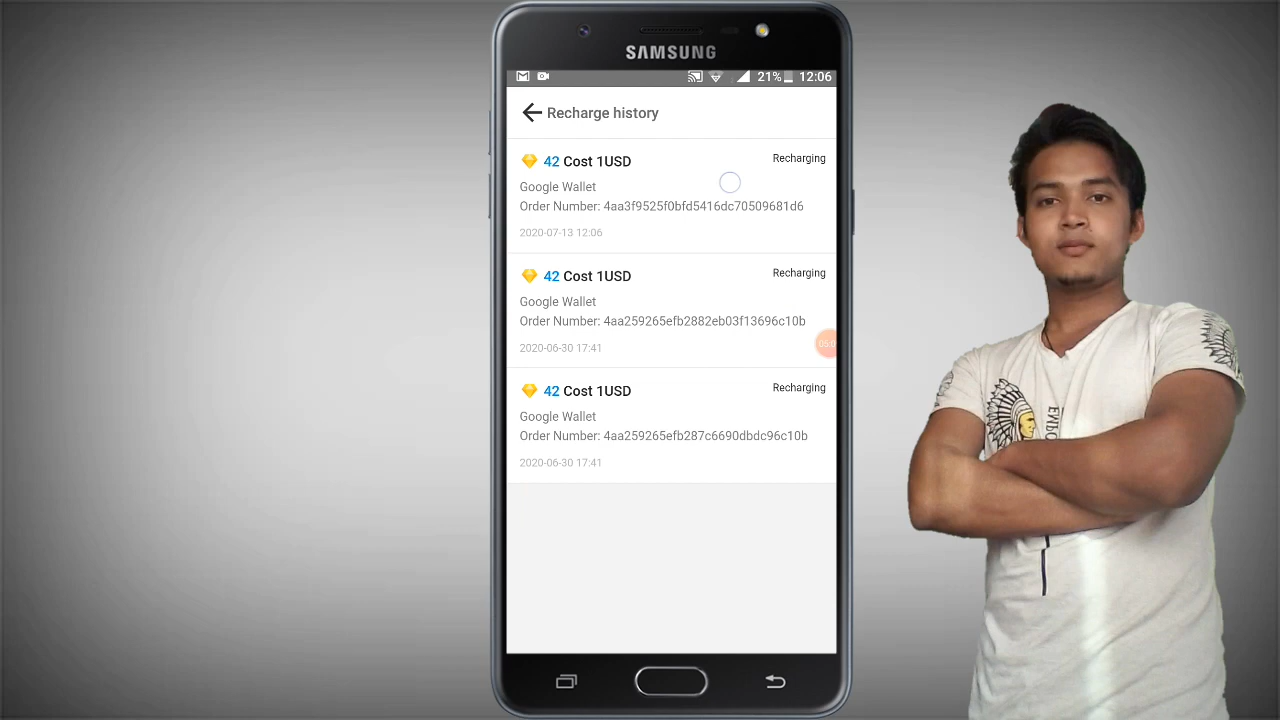 SAMSUNG
21% 12:06
Recharge history
42 Cost 1USD
Recharging
Google Wallet
Order Number: 4aa3f9525f0bfd5416dc70509681d6
2020-07-13 12:06
42 Cost 1USD
Recharging
Google Wallet
Order Number: 4aa259265efb2882eb03f13696c10b
2020-06-30 17:41
42 Cost 1USD
Recharging
Google Wallet
Order Number: 4aa259265efb287c6690dbdc96c10b
2020-06-30 17:41